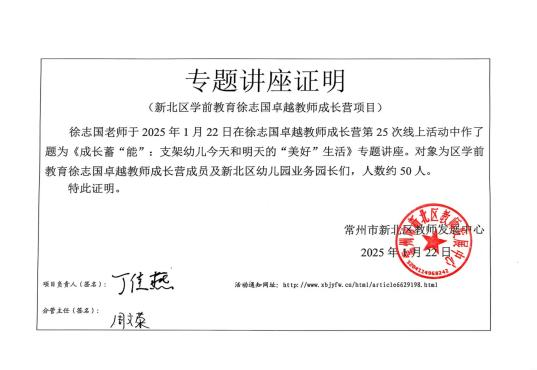 专题讲座证明
(新北区学前教育徐志国卓越教师成长营项目)
徐志国老师于 2025 年 1 月 22 日在徐志国卓越教师成长营第 25 次线上活动中作了
题为《成长蓄“能”：支架幼儿今天和明天的“美好”生活》专题讲座。对象为区学前
教育徐志国卓越教师成长营成员及新北区幼儿园业务园长们，人数约 50 人。
特此证明。
常州市新北区教师发展中心
2025 年 1 月 22 日
项目负责人（签名）： 丁佳燕
活动通知网址：http://www.xbjyfw.cn/html/article6629198.html
分管主任（签名）：